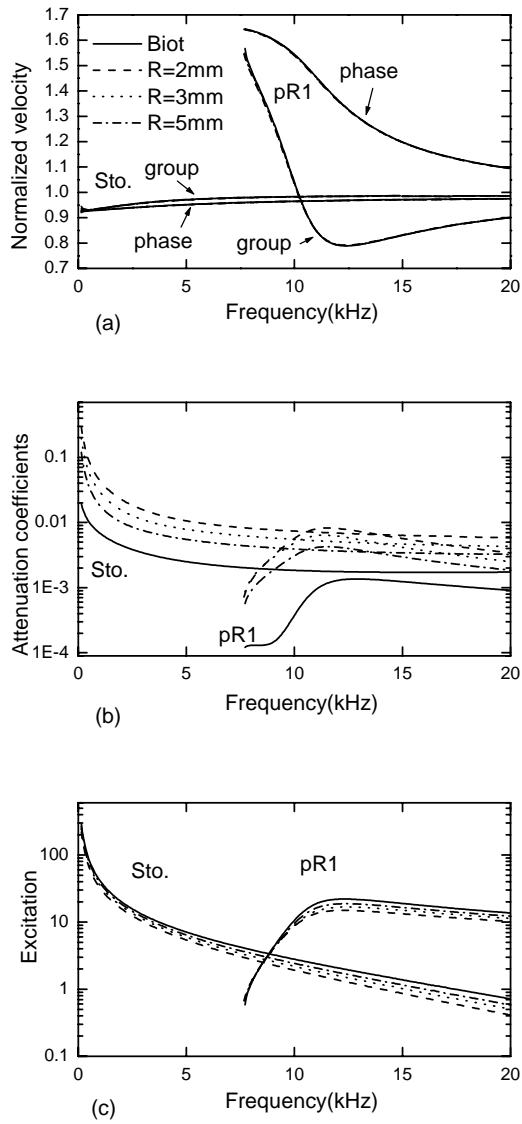 1.7
1.6
1.5
1.4
1.3
1.2
1.1
1.0
0.9
0.8
0.7
Normalized velocity
Biot
R=2mm
R=3mm
R=5mm
pR1
phase
Sto.
group
phase
group
0 5 10 15 20
Frequency(kHz)
(a)
0.1
0.01
1E-3
1E-4
Attenuation coefficients
Sto.
pR1
0 5 10 15 20
Frequency(kHz)
(b)
100
10
1
0.1
Excitation
Sto.
pR1
0 5 10 15 20
Frequency(kHz)
(c)